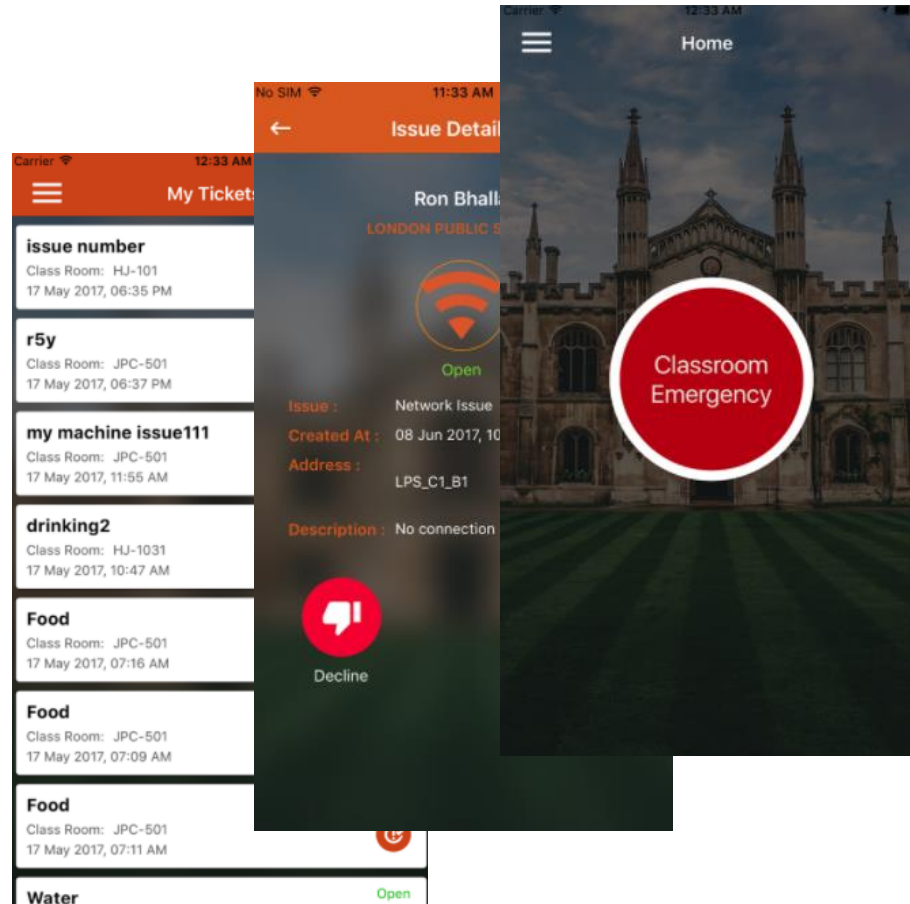 Carrier 12:33 AM
Home
Classroom
Emergency
No SIM 11:33 AM
Issue Detail
Ron Bhall
LONDON PUBLIC S
Open
Issue : Network Issue
Created At : 08 Jun 2017, 10
Address :
LPS_C1_B1
Description : No connection
Decline
Carrier 12:33 AM
My Tickets
issue number
Class Room: HJ-101
17 May 2017, 06:35 PM
r5y
Class Room: JPC-501
17 May 2017, 06:37 PM
my machine issue111
Class Room: JPC-501
17 May 2017, 11:55 AM
drinking2
Class Room: HJ-1031
17 May 2017, 10:47 AM
Food
Class Room: JPC-501
17 May 2017, 07:16 AM
Food
Class Room: JPC-501
17 May 2017, 07:09 AM
Food
Class Room: JPC-501
17 May 2017, 07:11 AM
Water Open